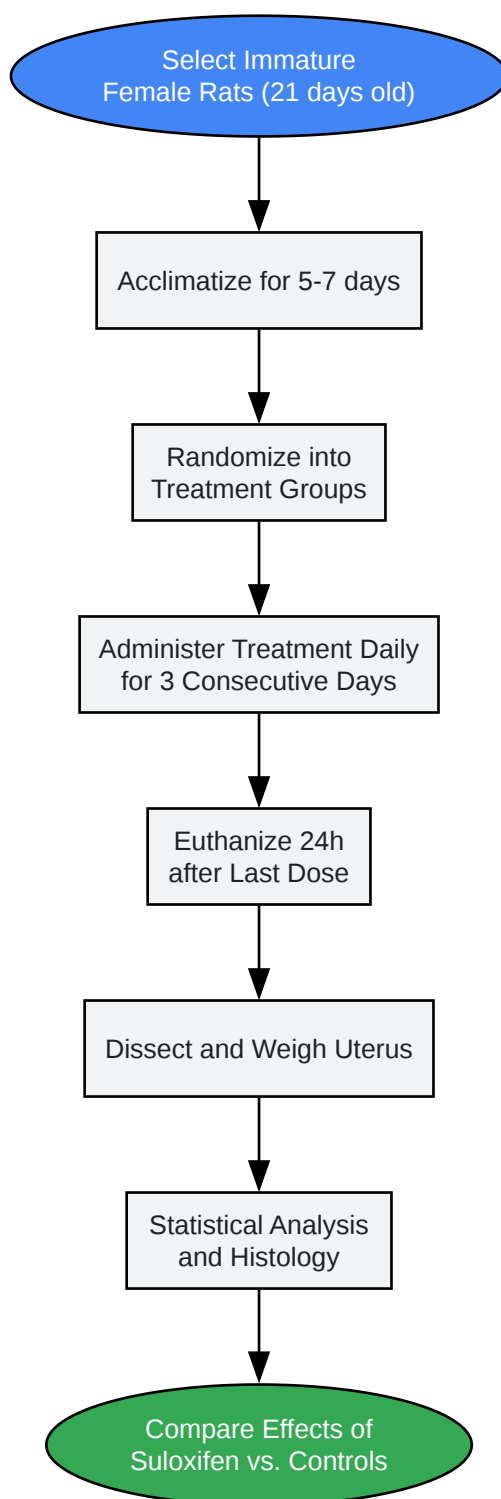 Select Immature
Female Rats (21 days old)
Acclimatize for 5-7 days
Randomize into
Treatment Groups
Administer Treatment Daily
for 3 Consecutive Days
Euthanize 24h
after Last Dose
Dissect and Weigh Uterus
Statistical Analysis
and Histology
Compare Effects of
Suloxifen vs. Controls